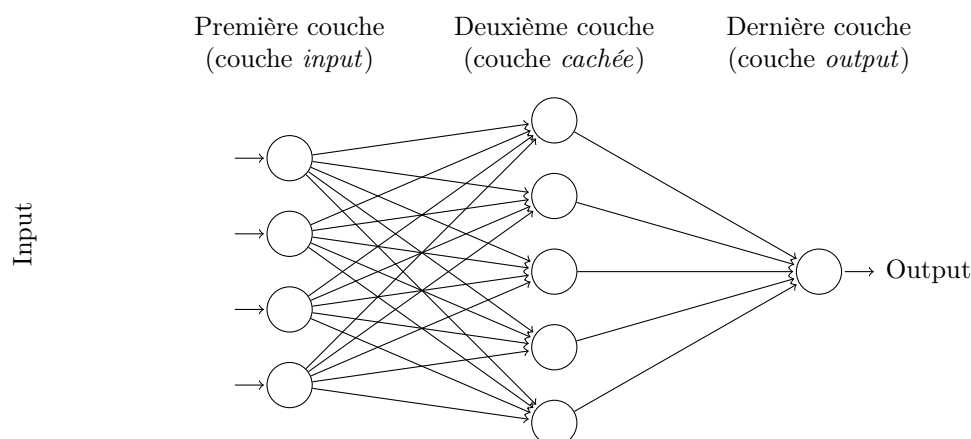 Première couche
(couche input)
Deuxième couche
(couche cachée)
Dernière couche
(couche output)
Input
Output